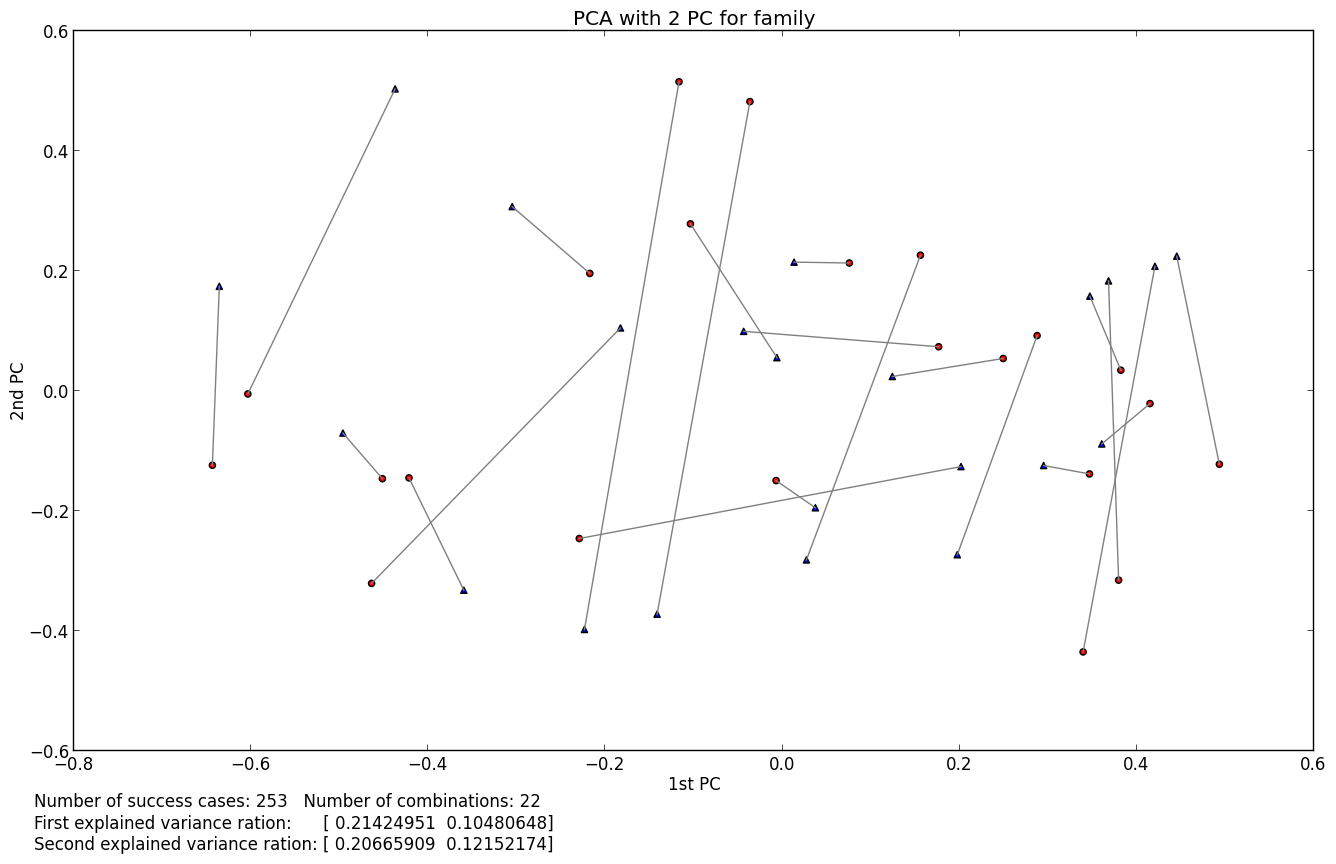 PCA with 2 PC for family
0.6
0.4
0.2
0.0
−0.2
−0.4
−0.6
2nd PC
−0.8 −0.6 −0.4 −0.2 0.0 0.2 0.4 0.6
1st PC
Number of success cases: 253 Number of combinations: 22
First explained variance ration: [ 0.21424951 0.10480648]
Second explained variance ration: [ 0.20665909 0.12152174]